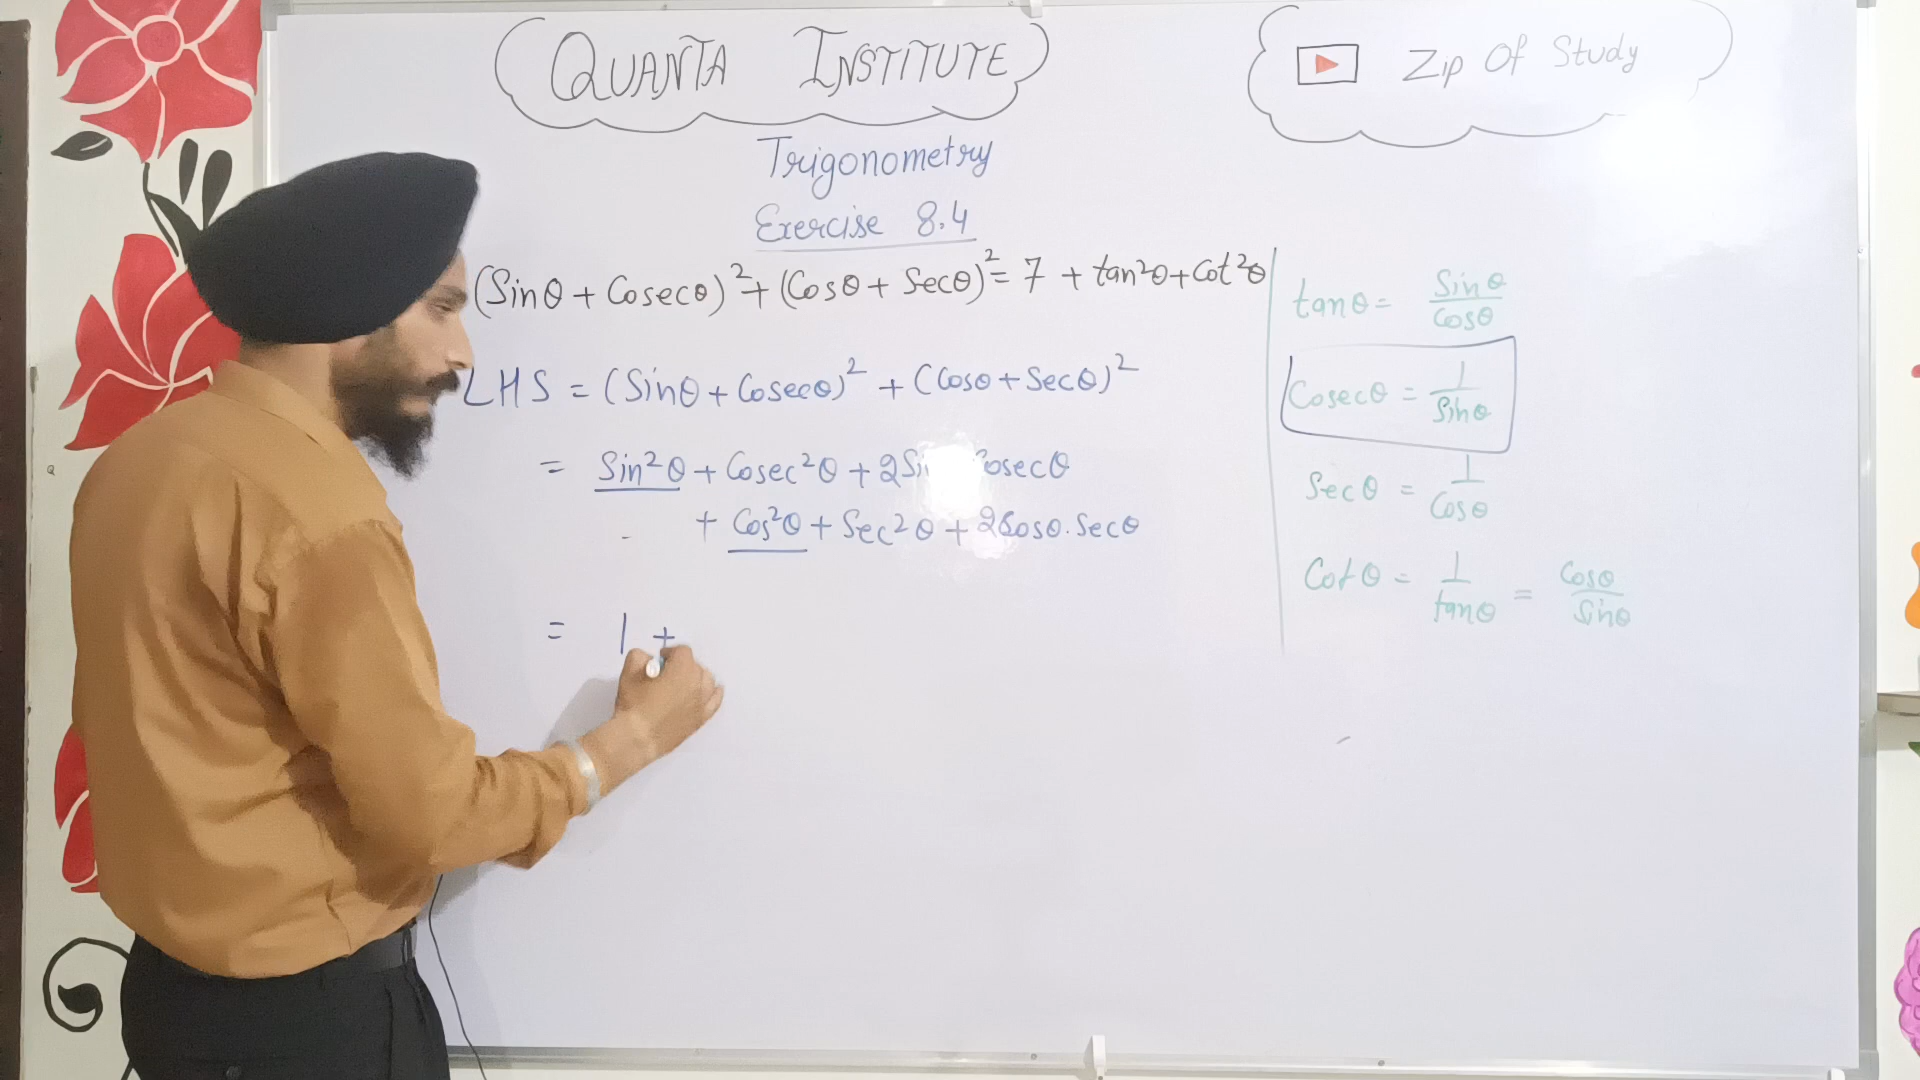 QUANTA INSTITUTE
Zip Of Study
Trigonometry
Exercise 8.4
(Sinθ + Cosecθ)² + (Cosθ + Secθ)² = 7 + tan²θ + Cot²θ
LHS = (Sinθ + Cosecθ)² + (Cosθ + Secθ)²
= Sin²θ + Cosec²θ + 2Si Cosecθ
+ Cos²θ + Sec²θ + 2Cosθ.Secθ
= 1 +
tanθ = Sinθ/Cosθ
Cosecθ = 1/Sinθ
Secθ = 1/Cosθ
Cotθ = 1/tanθ = Cosθ/Sinθ